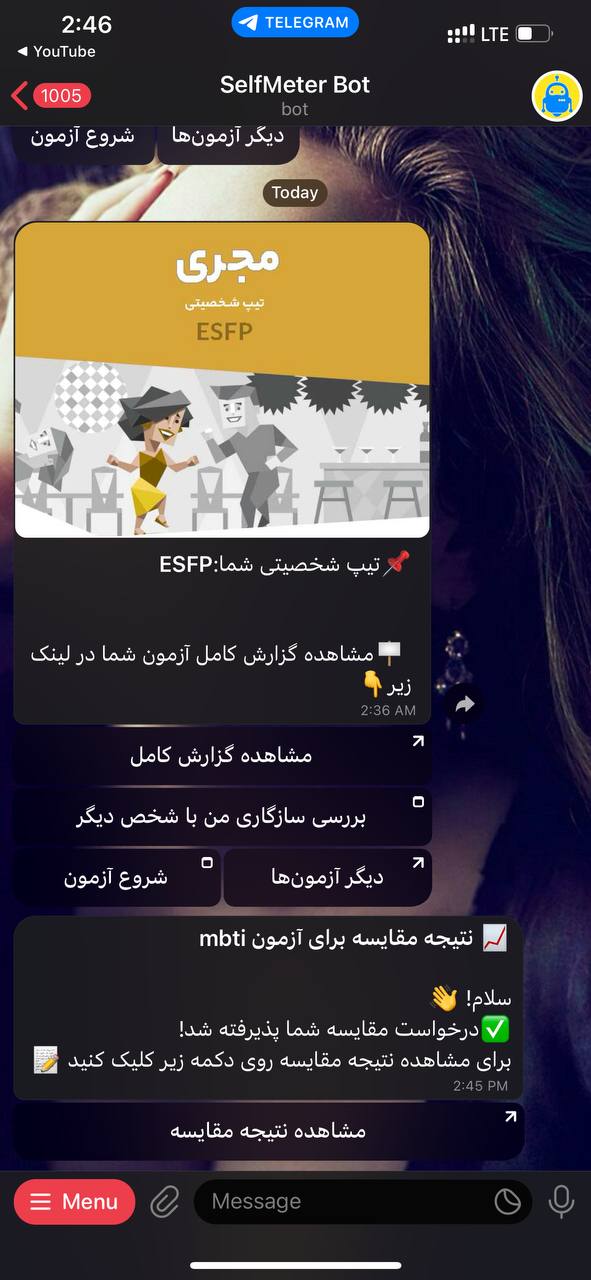 2:46
TELEGRAM
LTE
◀ YouTube
1005
SelfMeter Bot
bot
دیگر آزمون‌ها
شروع آزمون
Today
مجری
تیپ شخصیتی
ESFP
📌تیپ شخصیتی شما:ESFP
🪧مشاهده گزارش کامل آزمون شما در لینک
زیر👇
2:36 AM
مشاهده گزارش کامل
بررسی سازگاری من با شخص دیگر
دیگر آزمون‌ها
شروع آزمون
📈 نتیجه مقایسه برای آزمون mbti
سلام! 👋
✅درخواست مقایسه شما پذیرفته شد!
برای مشاهده نتیجه مقایسه روی دکمه زیر کلیک کنید 📝
2:45 PM
مشاهده نتیجه مقایسه
Menu
Message